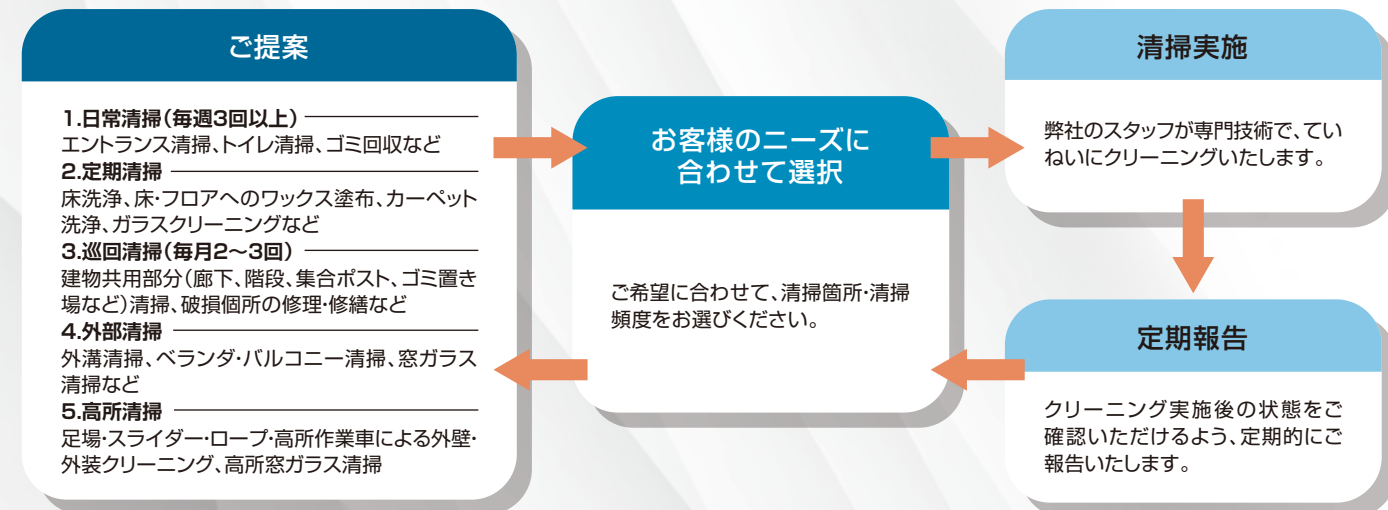 ご提案
1.日常清掃（毎週3回以上）
エントランス清掃、トイレ清掃、ゴミ回収など
2.定期清掃
床洗浄、床・フロアへのワックス塗布、カーペット
洗浄、ガラスクリーニングなど
3.巡回清掃（毎月2〜3回）
建物共用部分（廊下、階段、集合ポスト、ゴミ置き
場など）清掃、破損個所の修理・修繕など
4.外部清掃
外溝清掃、ベランダ・バルコニー清掃、窓ガラス
清掃など
5.高所清掃
足場・スライダー・ロープ・高所作業車による外壁・
外装クリーニング、高所窓ガラス清掃
お客様のニーズに
合わせて選択
ご希望に合わせて、清掃箇所・清掃
頻度をお選びください。
清掃実施
弊社のスタッフが専門技術で、てい
ねいにクリーニングいたします。
定期報告
クリーニング実施後の状態をご
確認いただけるよう、定期的にご
報告いたします。